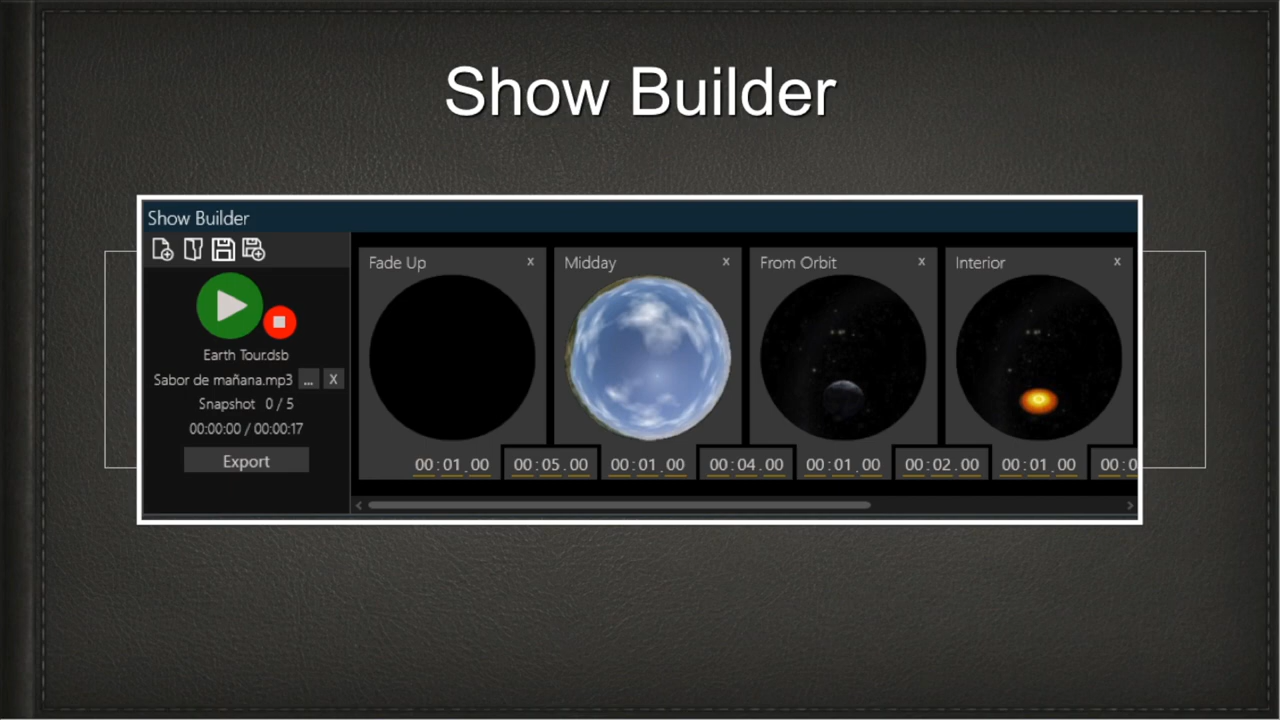 Show Builder
Show Builder
Fade Up x Midday x From Orbit x Interior x
Earth Tour.dsb
Sabor de mañana.mp3 ... X
Snapshot 0 / 5
00:00:00 / 00:00:17
Export
00:01.00 00:05.00 00:01.00 00:04.00 00:01.00 00:02.00 00:01.00 00:0